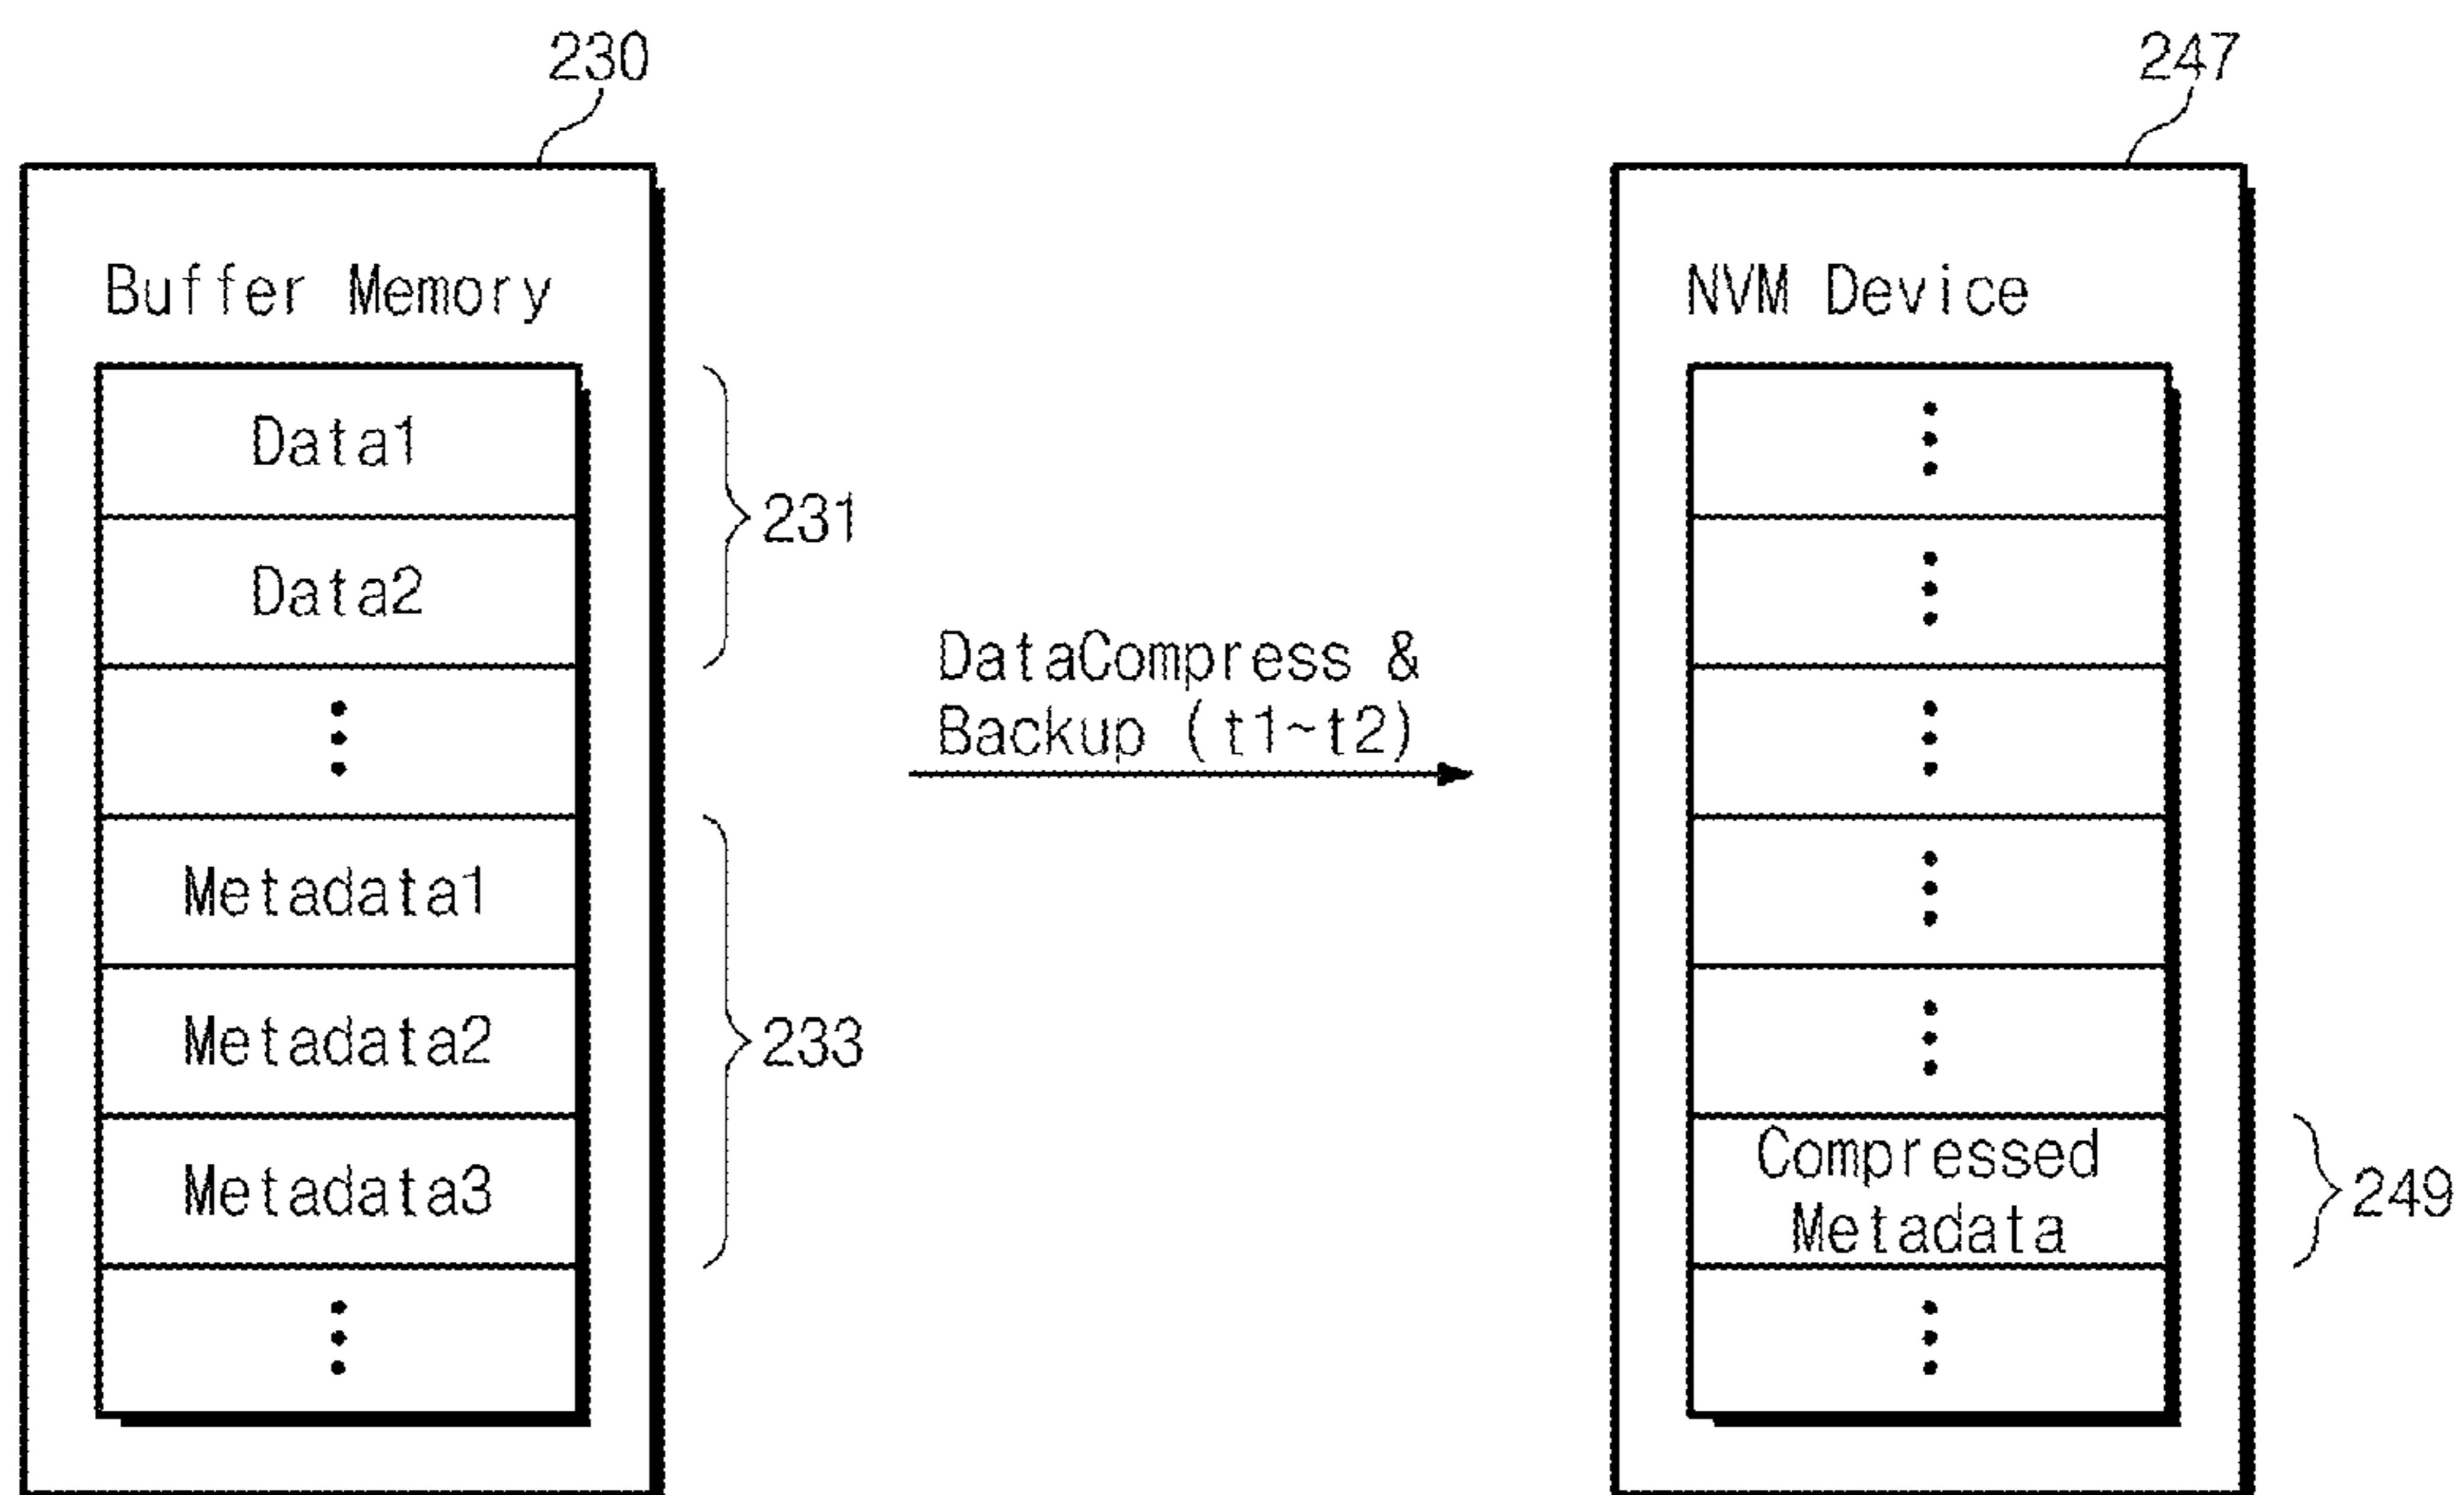 230
Buffer Memory
Data1
Data2
231
Metadata1
Metadata2
Metadata3
233
DataCompress &
Backup (t1~t2)
247
NVM Device
Compressed
Metadata
249